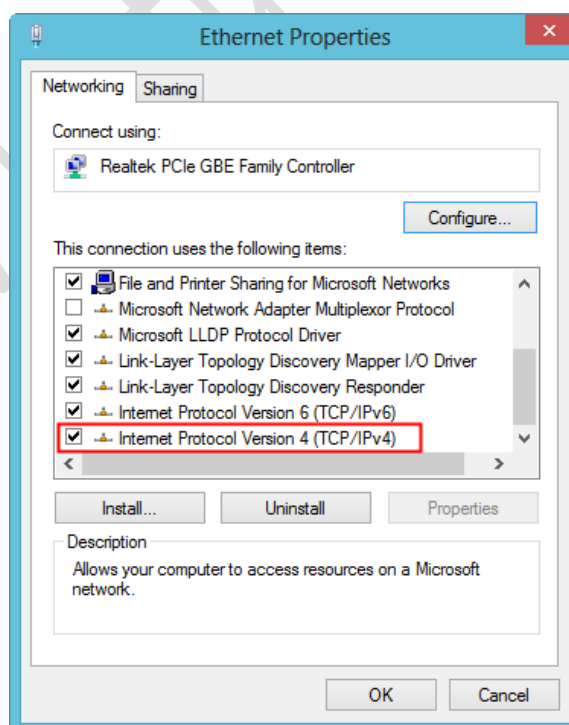 Ethernet Properties
Networking
Sharing
Connect using:
Realtek PCIe GBE Family Controller
Configure...
This connection uses the following items:
File and Printer Sharing for Microsoft Networks
Microsoft Network Adapter Multiplexor Protocol
Microsoft LLDP Protocol Driver
Link-Layer Topology Discovery Mapper I/O Driver
Link-Layer Topology Discovery Responder
Internet Protocol Version 6 (TCP/IPv6)
Internet Protocol Version 4 (TCP/IPv4)
Install...
Uninstall
Properties
Description
Allows your computer to access resources on a Microsoft
network.
OK
Cancel